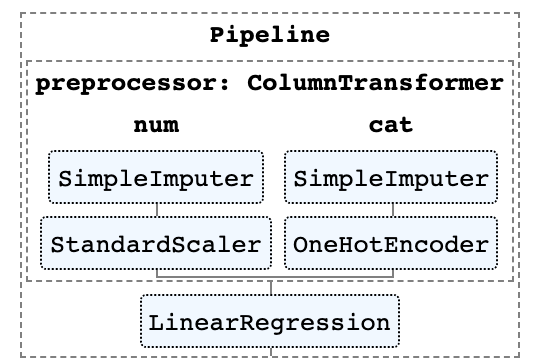 Pipeline
preprocessor: ColumnTransformer
num cat
SimpleImputer SimpleImputer
StandardScaler OneHotEncoder
LinearRegression